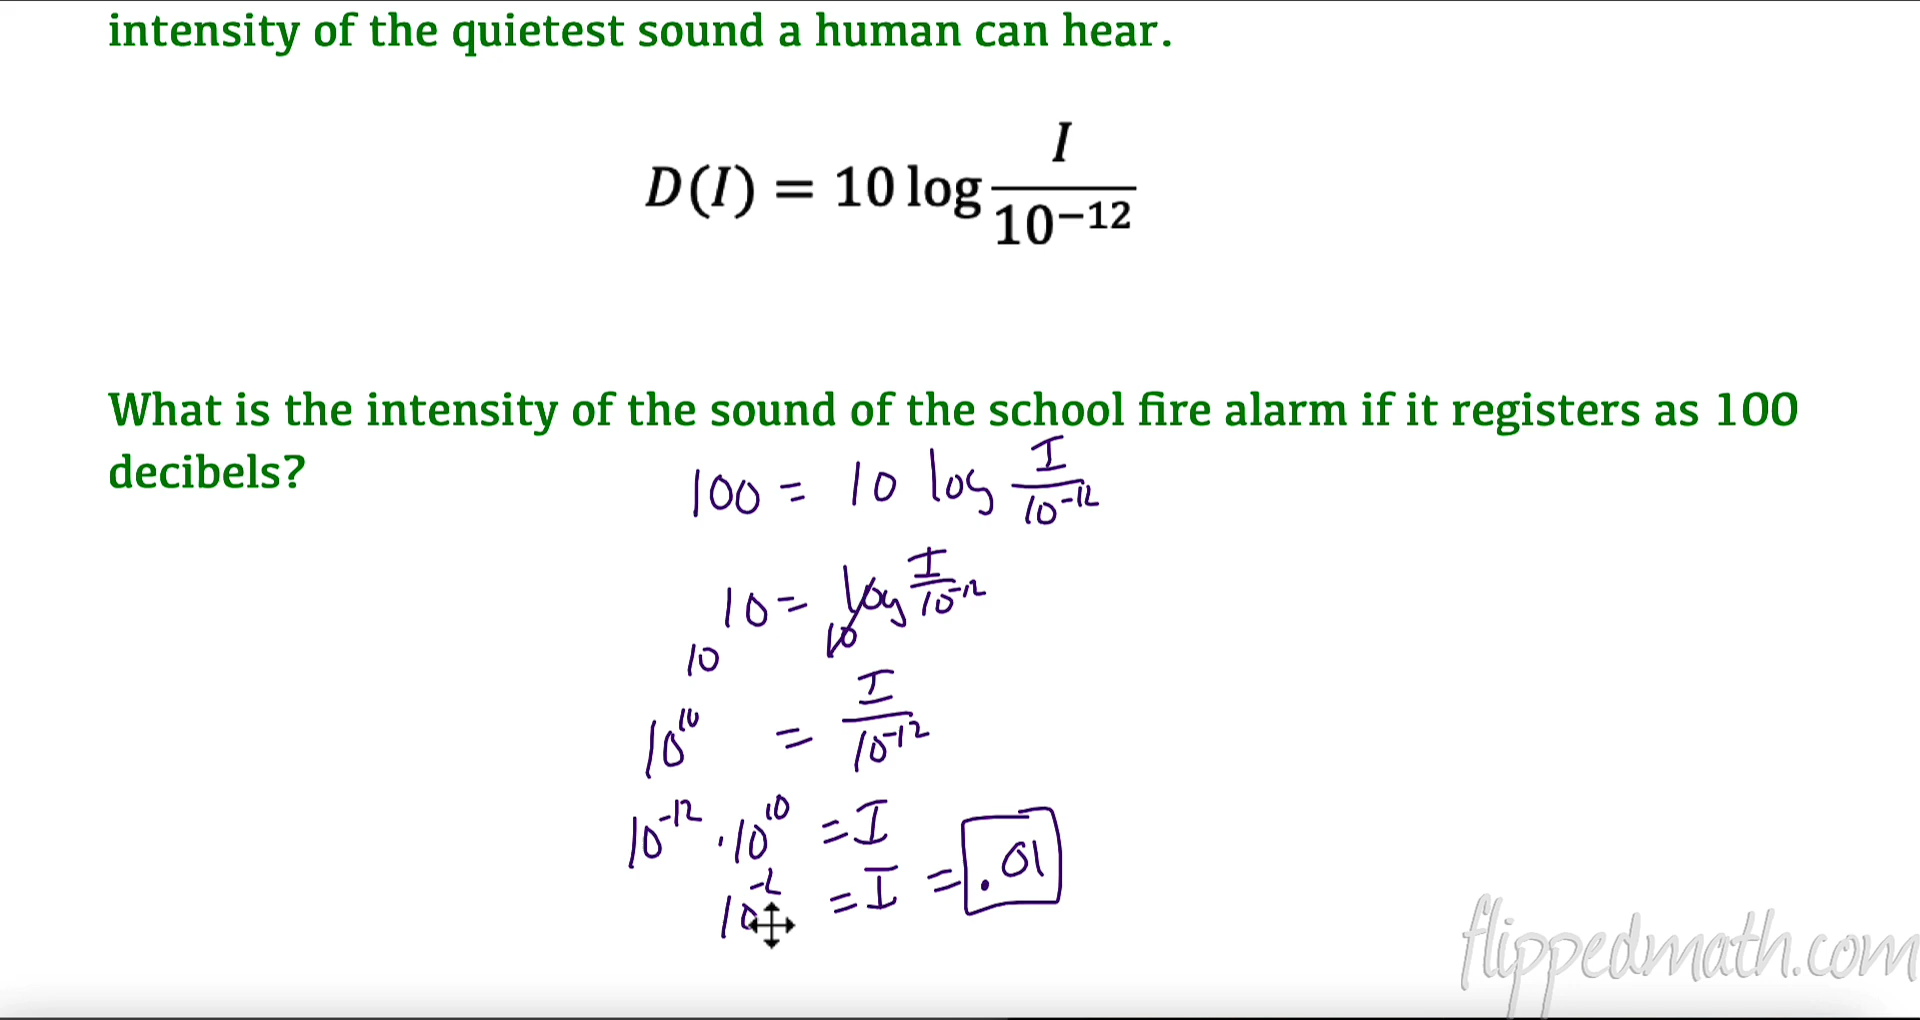 intensity of the quietest sound a human can hear.
D(I) = 10 log I/10⁻¹²
What is the intensity of the sound of the school fire alarm if it registers as 100
decibels?
100 = 10 log I/10⁻¹²
10 = log I/10⁻¹²
10 10
10¹⁰ = I/10⁻¹²
10⁻¹² · 10¹⁰ = I
10⁻² = I = .01
flippedmath.com